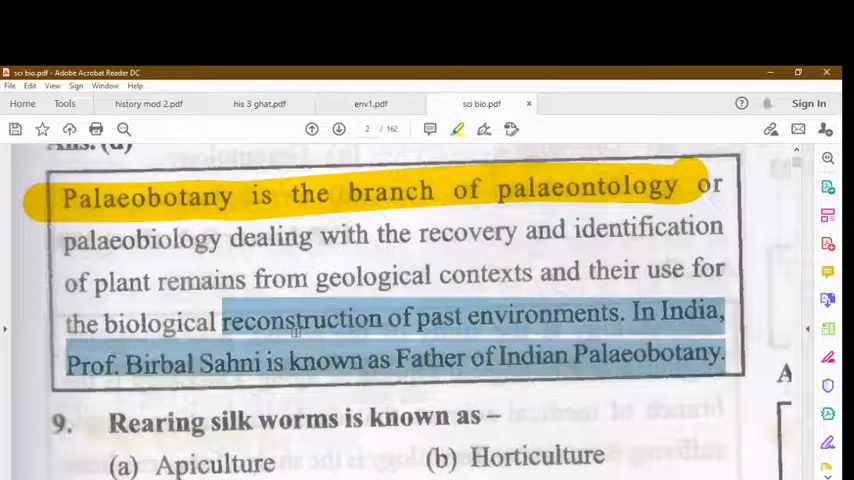 sci bio.pdf - Adobe Acrobat Reader DC
File Edit View Sign Window Help
Home Tools history mod 2.pdf his 3 ghat.pdf env1.pdf sci bio.pdf × Sign In
2 / 162
Ans. (d)
Palaeobotany is the branch of palaeontology or
palaeobiology dealing with the recovery and identification
of plant remains from geological contexts and their use for
the biological reconstruction of past environments. In India,
Prof. Birbal Sahni is known as Father of Indian Palaeobotany.
9. Rearing silk worms is known as –
(a) Apiculture (b) Horticulture
A